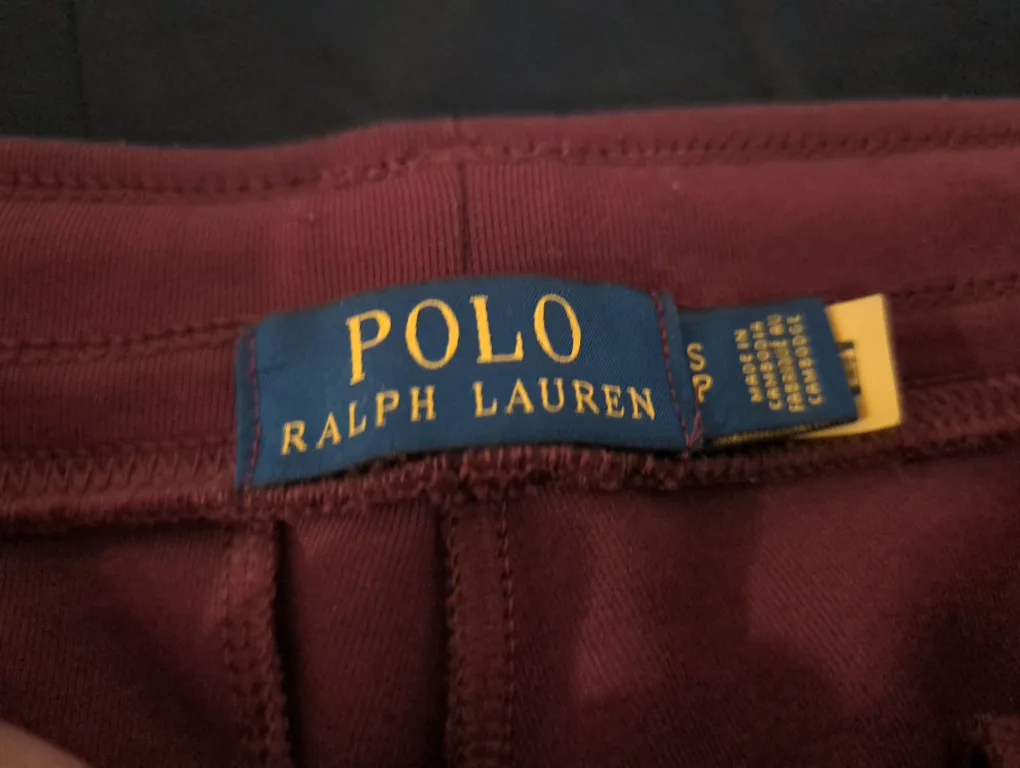 POLO
RALPH LAUREN
S
P
MADE IN
CAMBODIA
FABRIQUÉ AU
CAMBODGE